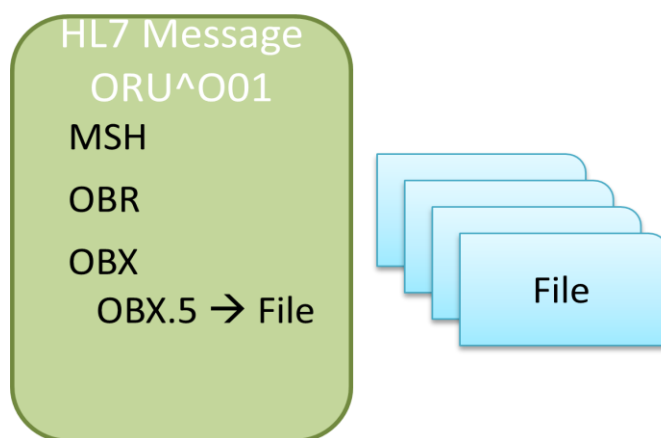 HL7 Message
ORU^O01
MSH
OBR
OBX
OBX.5 → File
File